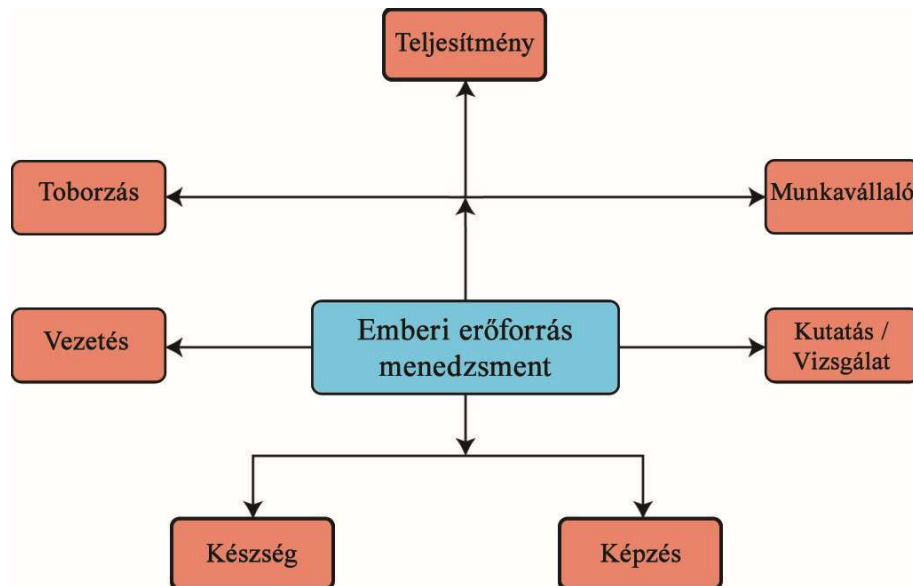 Teljesítmény
Toborzás
Munkavállaló
Vezetés
Emberi erőforrás
menedzsment
Kutatás /
Vizsgálat
Készség
Képzés